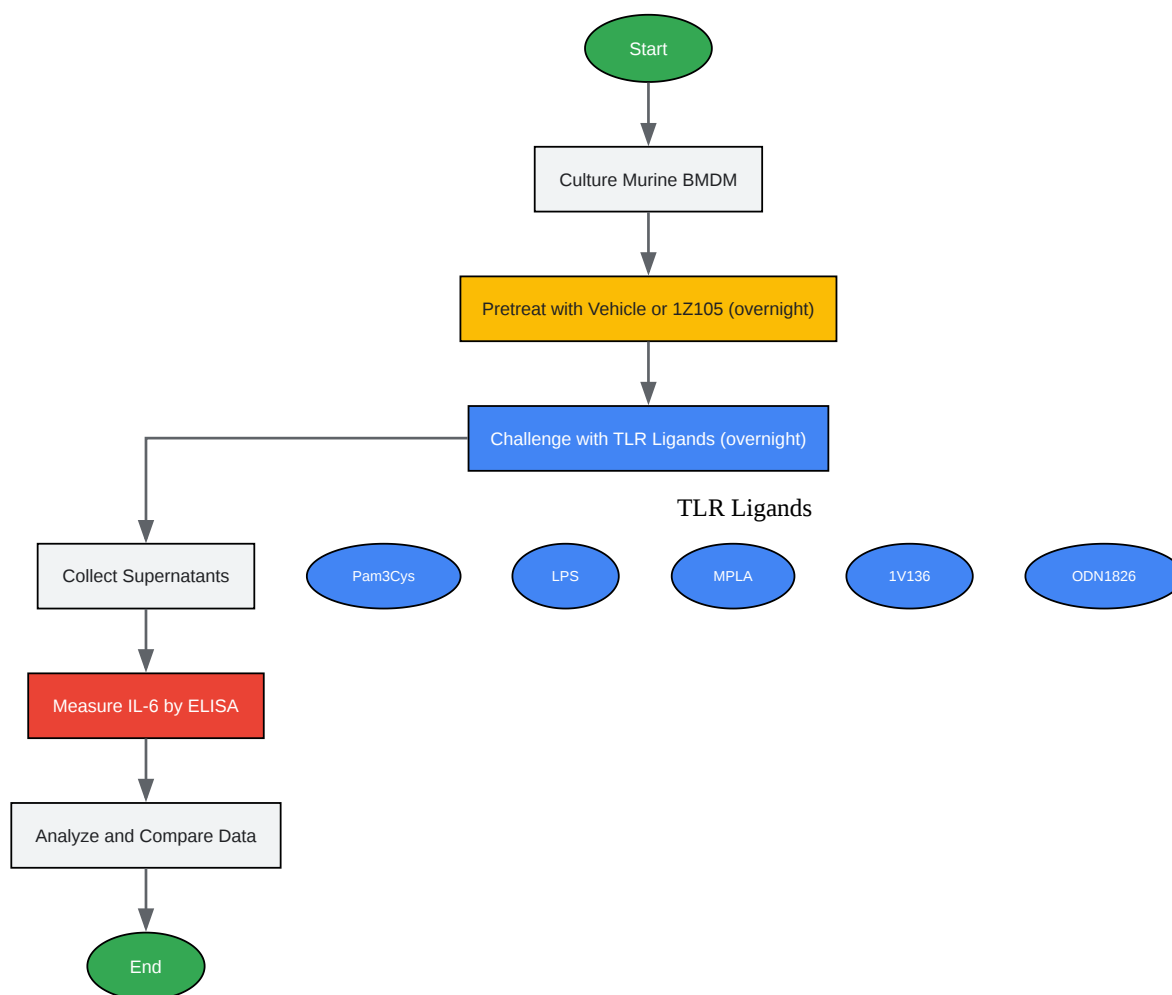 Start
Culture Murine BMDM
Pretreat with Vehicle or 1Z105 (overnight)
Challenge with TLR Ligands (overnight)
TLR Ligands
Collect Supernatants
Pam3Cys
LPS
MPLA
1V136
ODN1826
Measure IL-6 by ELISA
Analyze and Compare Data
End